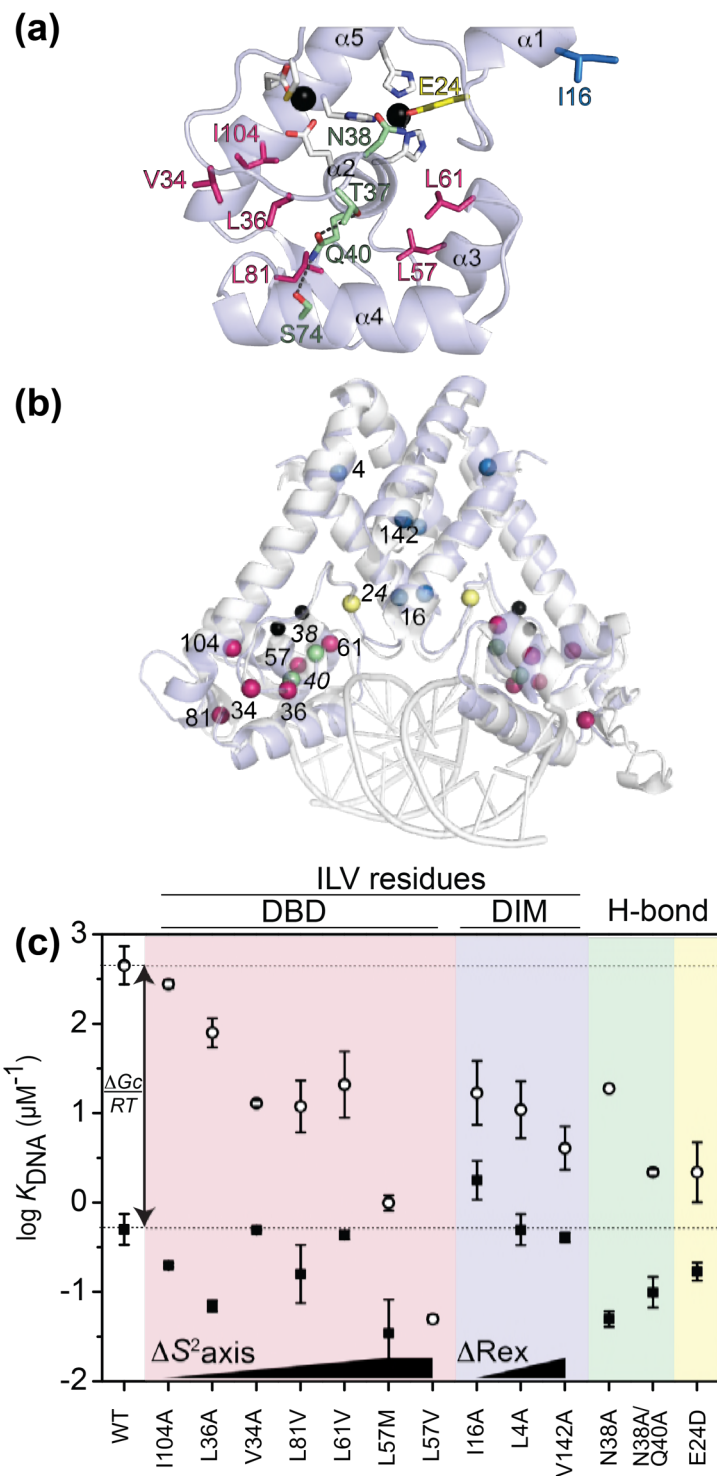 (a)
α5
α1
E24
I16
N38
I104
α2
V34
T37
L61
L36
Q40
L57
α3
L81
α4
S74
(b)
4
142
24
16
38
104
57
61
40
81
34
36
ILV residues
DBD
DIM
H-bond
(c)
3
2
1
0
-1
-2
log K_DNA (μM⁻¹)
ΔGc
RT
ΔS²axis
ΔRex
WT
I104A
L36A
V34A
L81V
L61V
L57M
L57V
I16A
L4A
V142A
N38A
N38A/
Q40A
E24D